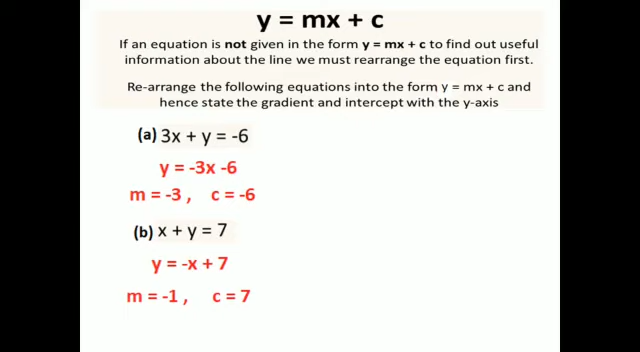 y = mx + c
If an equation is not given in the form y = mx + c to find out useful
information about the line we must rearrange the equation first.
Re-arrange the following equations into the form y = mx + c and
hence state the gradient and intercept with the y-axis
(a) 3x + y = -6
y = -3x -6
m = -3 , c = -6
(b) x + y = 7
y = -x + 7
m = -1 , c = 7